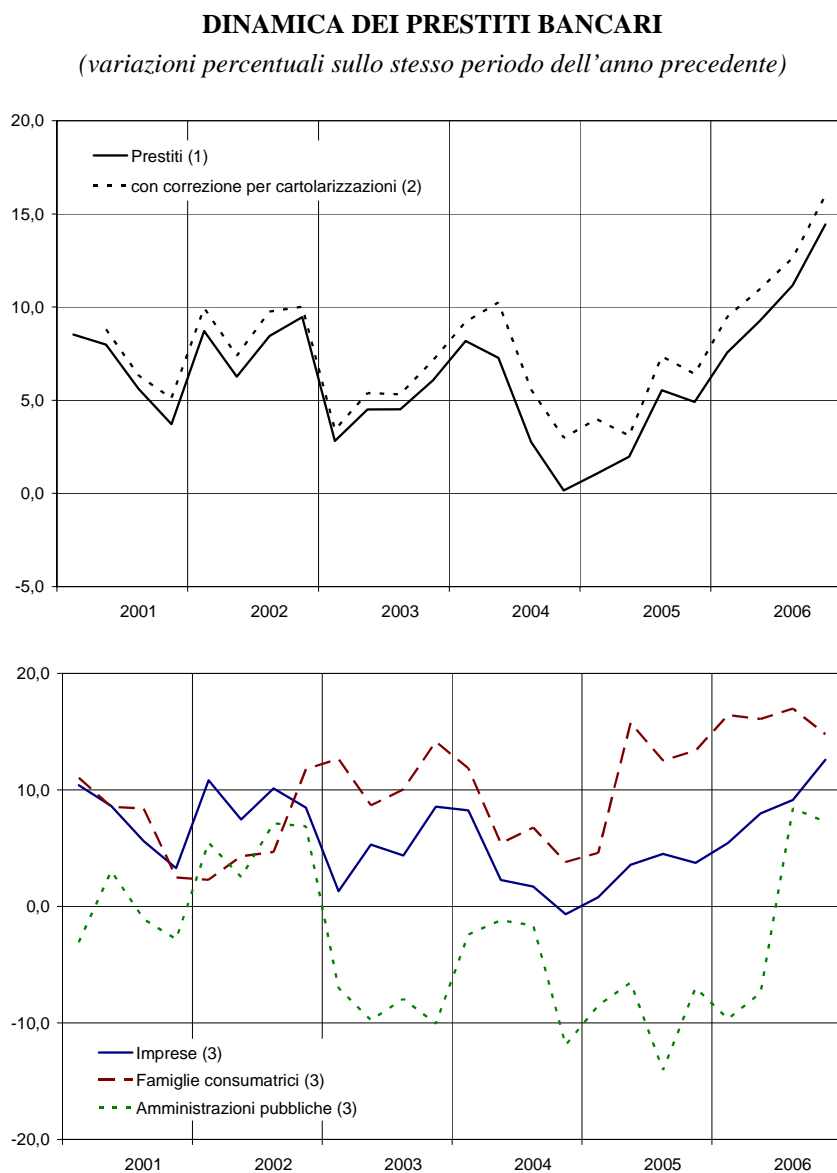 DINAMICA DEI PRESTITI BANCARI
(variazioni percentuali sullo stesso periodo dell’anno precedente)
20,0
Prestiti (1)
con correzione per cartolarizzazioni (2)
15,0
10,0
5,0
0,0
-5,0
2001 2002 2003 2004 2005 2006
20,0
10,0
0,0
-10,0
Imprese (3)
Famiglie consumatrici (3)
Amministrazioni pubbliche (3)
-20,0
2001 2002 2003 2004 2005 2006